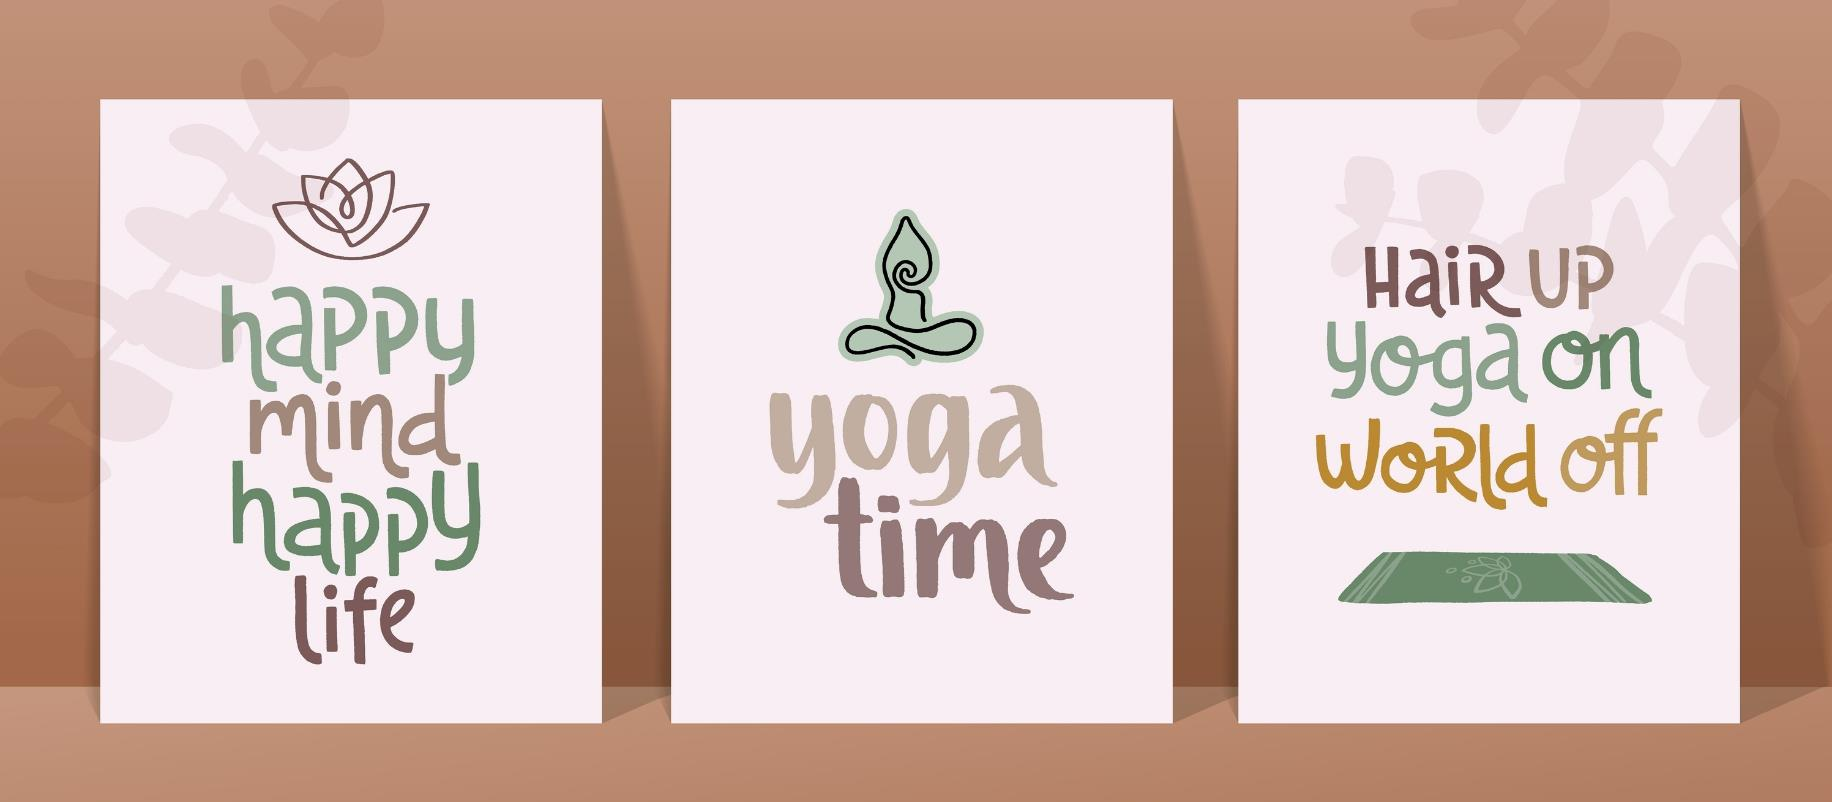 happy
mind
happy
life
yoga
time
HaiR UP
yoga on
WORld off